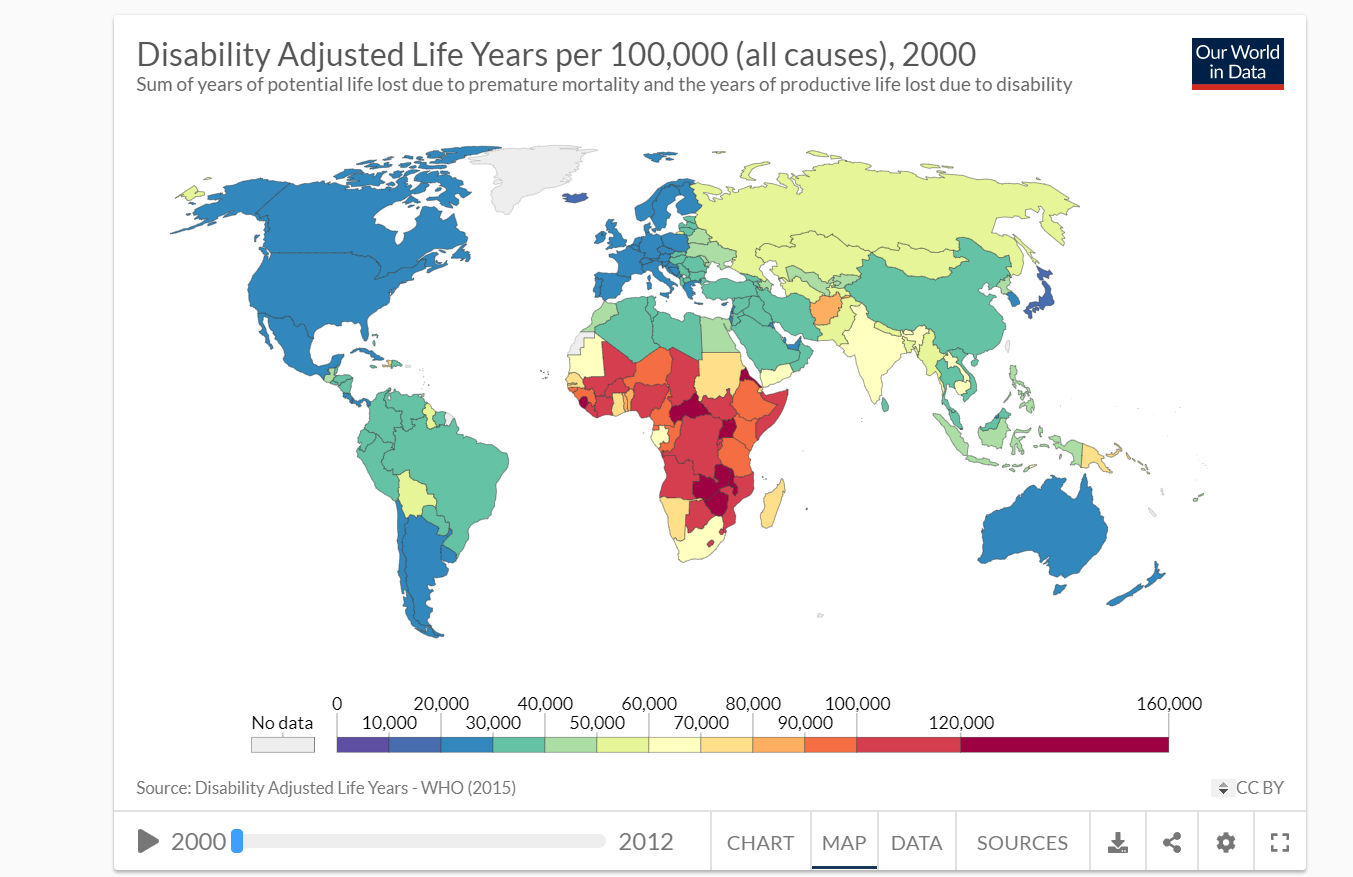 Disability Adjusted Life Years per 100,000 (all causes), 2000
Sum of years of potential life lost due to premature mortality and the years of productive life lost due to disability
Our World
in Data
0 20,000 40,000 60,000 80,000 100,000 160,000
No data 10,000 30,000 50,000 70,000 90,000 120,000
Source: Disability Adjusted Life Years - WHO (2015)
CC BY
2000 2012 CHART MAP DATA SOURCES